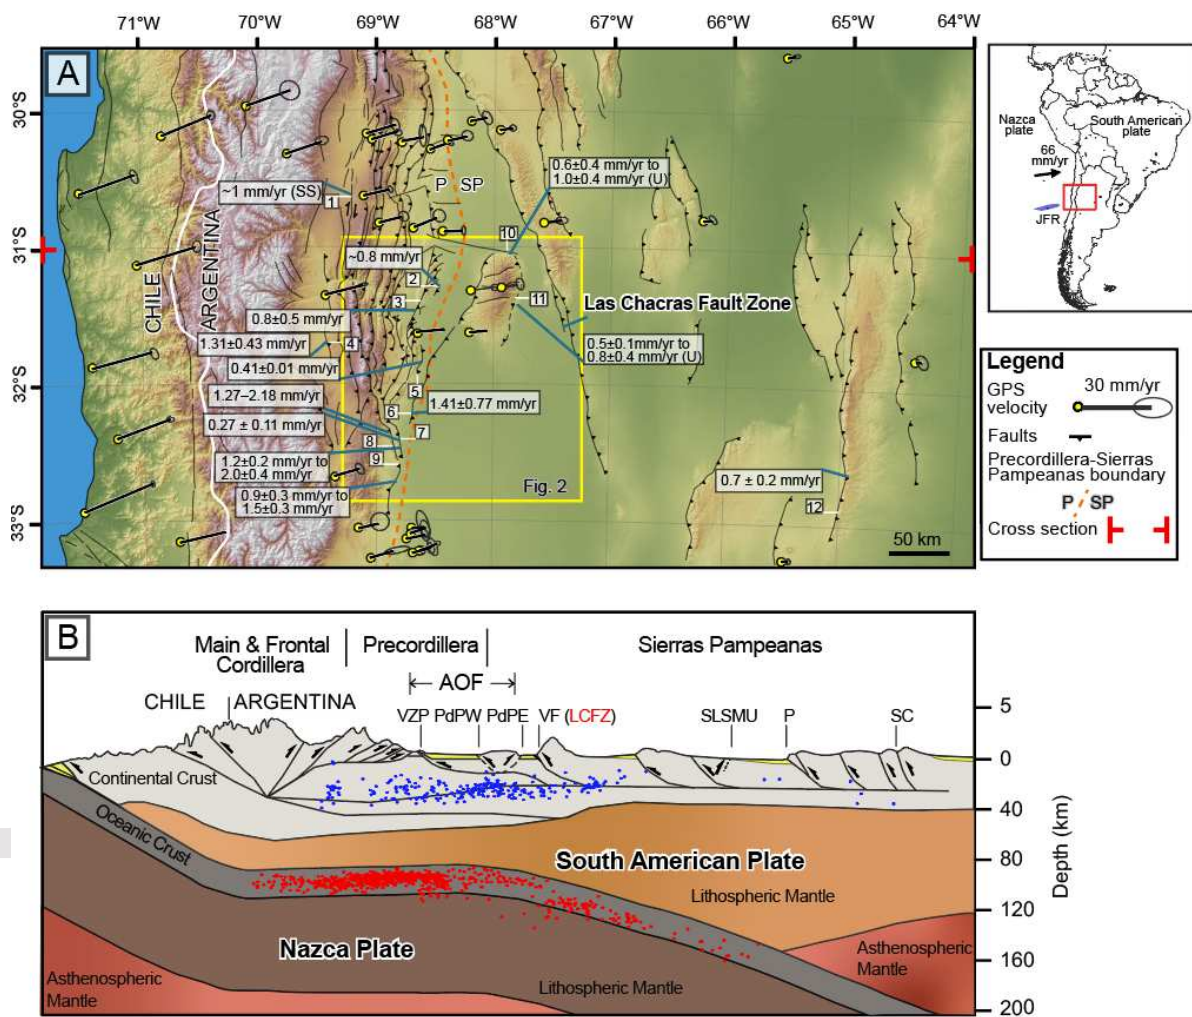 71°W 70°W 69°W 68°W 67°W 66°W 65°W 64°W
A
30°S
31°S
32°S
33°S
CHILE
ARGENTINA
P SP
~1 mm/yr (SS)
1
0.6±0.4 mm/yr to
1.0±0.4 mm/yr (U)
10
~0.8 mm/yr
2
3
11
Las Chacras Fault Zone
0.8±0.5 mm/yr
1.31±0.43 mm/yr
4
0.5±0.1mm/yr to
0.8±0.4 mm/yr (U)
0.41±0.01 mm/yr
5
1.27–2.18 mm/yr
6
1.41±0.77 mm/yr
0.27 ± 0.11 mm/yr
7
8
1.2±0.2 mm/yr to
2.0±0.4 mm/yr
9
0.9±0.3 mm/yr to
1.5±0.3 mm/yr
Fig. 2
0.7 ± 0.2 mm/yr
12
50 km
Nazca
plate
South American
plate
66
mm/yr
JFR
Legend
GPS
velocity
30 mm/yr
Faults
Precordillera-Sierras
Pampeanas boundary
P SP
Cross section
B
Main & Frontal
Cordillera
Precordillera
Sierras Pampeanas
AOF
CHILE ARGENTINA
VZP PdPW PdPE VF (LCFZ) SLSMU P SC
5
0
40
80
120
160
200
Depth (km)
Continental Crust
Oceanic Crust
South American Plate
Lithospheric Mantle
Nazca Plate
Asthenospheric
Mantle
Lithospheric Mantle
Asthenospheric
Mantle